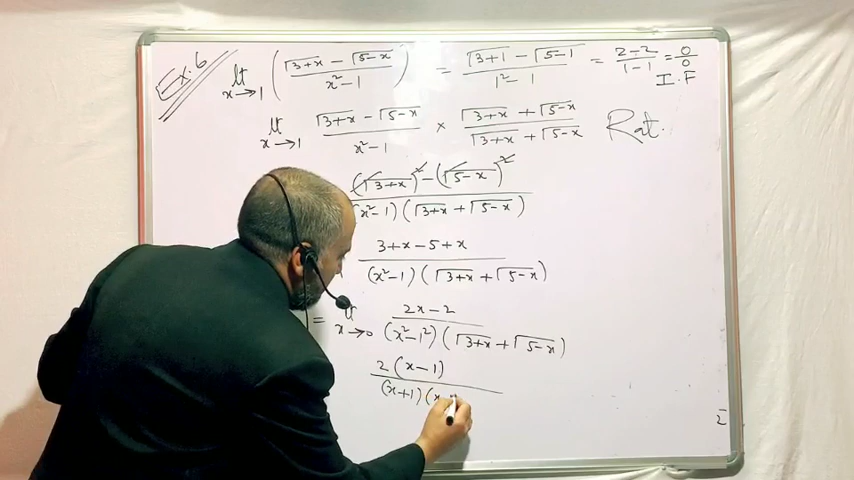 Ex.6 lt x→1 ( (√3+x − √5−x) / (x²−1) ) = (√3+1 − √5−1) / (1²−1) = (2−2) / (1−1) = 0/0
I.F
lt x→1 (√3+x − √5−x) / (x²−1) × (√3+x + √5−x) / (√3+x + √5−x) Rat.
(√3+x)² − (√5−x)² / (x²−1)(√3+x + √5−x)
3+x−5+x / (x²−1)(√3+x + √5−x)
= lt x→0 2x−2 / (x²−1²)(√3+x + √5−x)
2(x−1) / (x+1)(x